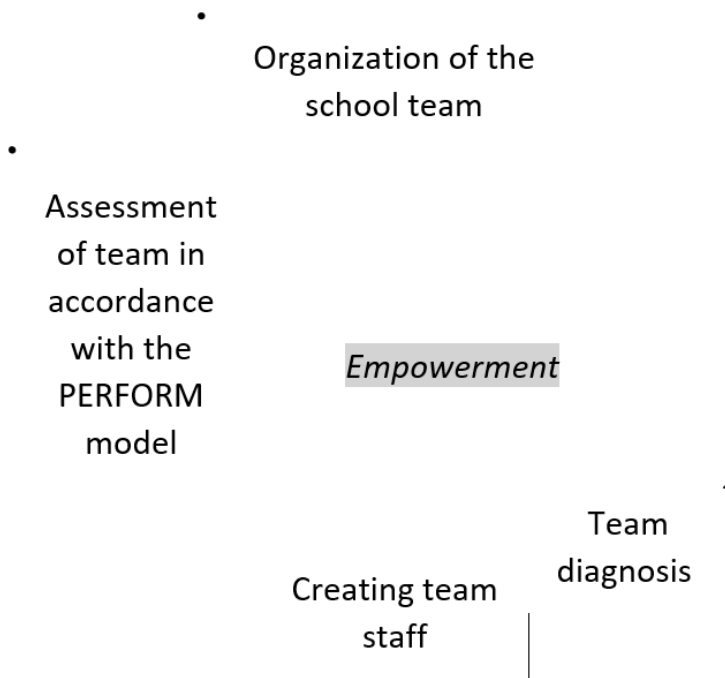 Organization of the
school team
Assessment
of team in
accordance
with the
PERFORM
model
Empowerment
Team
diagnosis
Creating team
staff